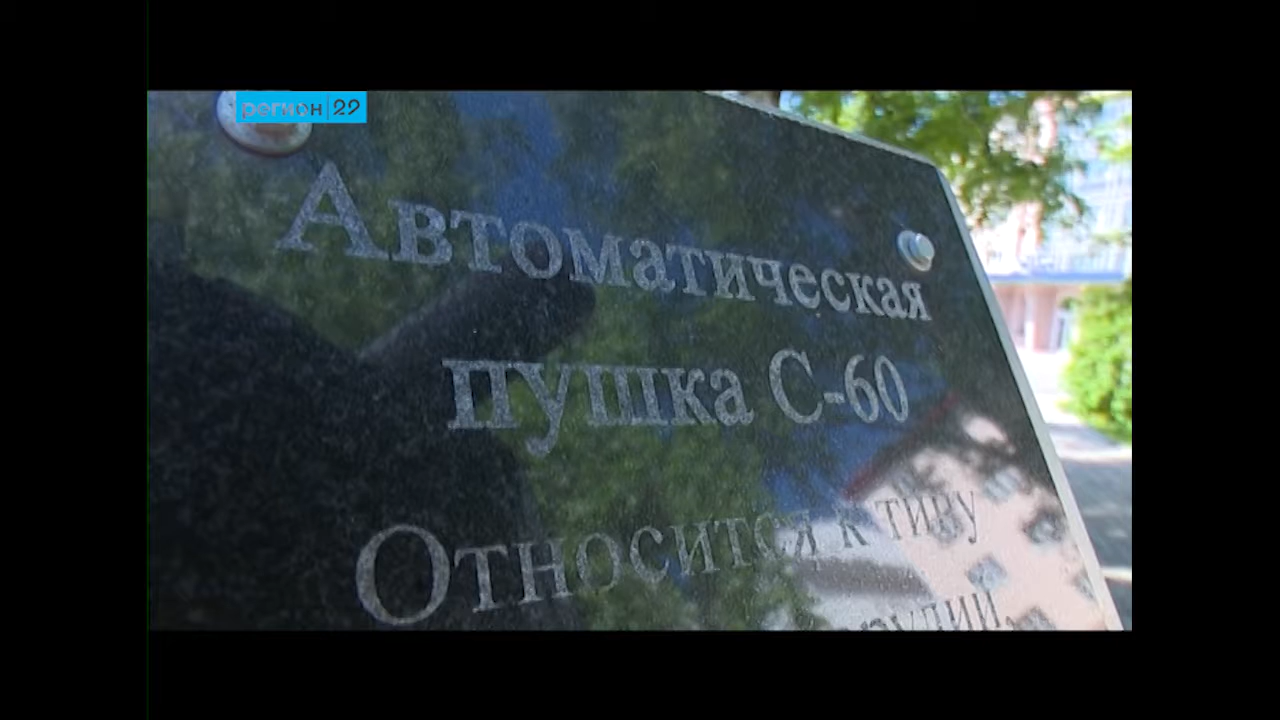 регион 29
Автоматическая
пушка С-60
Относится к типу